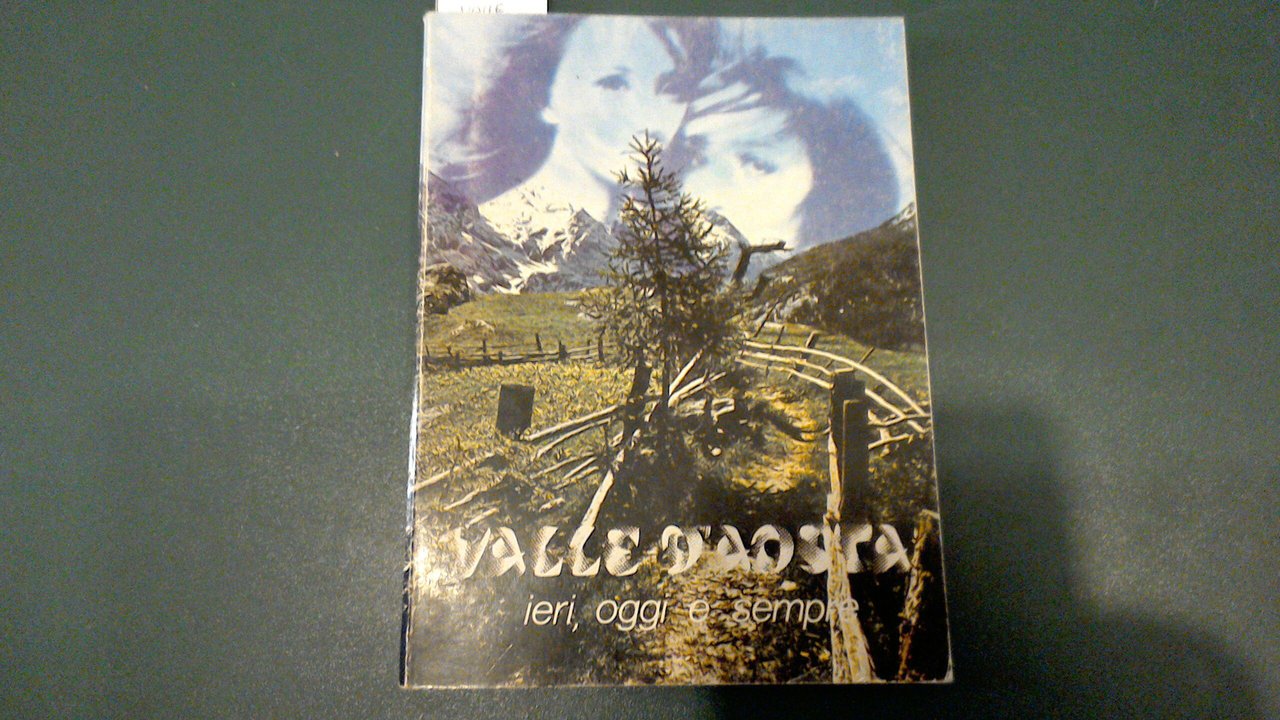 VALLE D'AOSTA
ieri, oggi e sempre